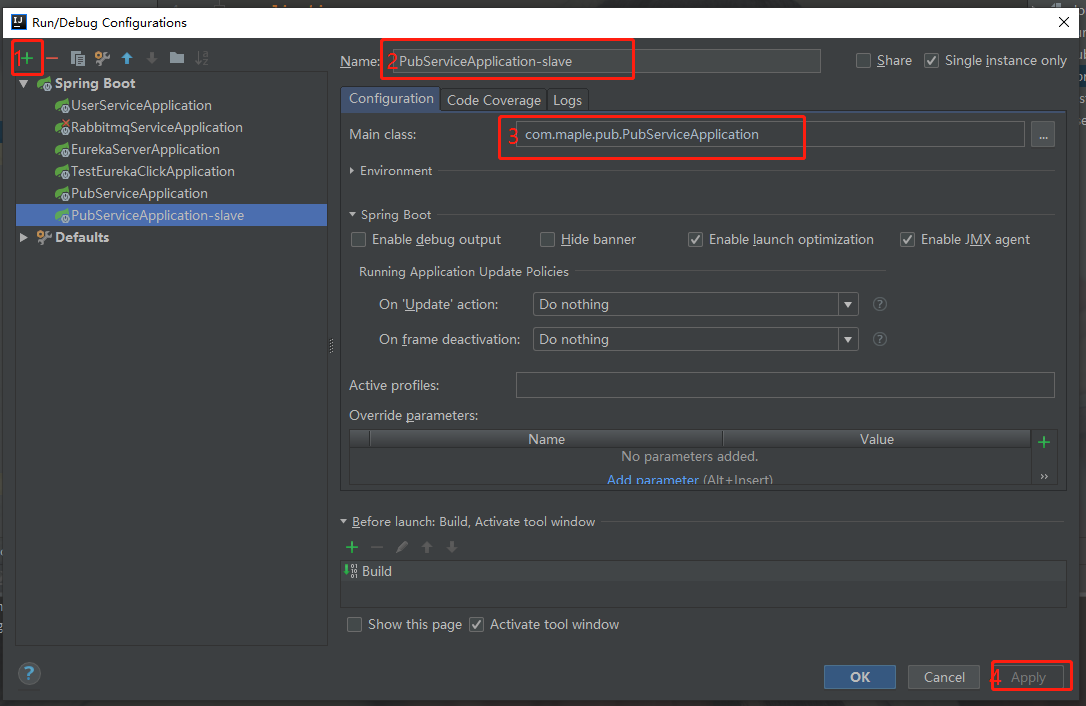 Run/Debug Configurations
1
Spring Boot
UserServiceApplication
RabbitmqServiceApplication
EurekaServerApplication
TestEurekaClickApplication
PubServiceApplication
PubServiceApplication-slave
Defaults
Name: 2 PubServiceApplication-slave Share Single instance only
Configuration Code Coverage Logs
Main class: 3 com.maple.pub.PubServiceApplication ...
Environment
Spring Boot
Enable debug output Hide banner Enable launch optimization Enable JMX agent
Running Application Update Policies
On 'Update' action: Do nothing ?
On frame deactivation: Do nothing ?
Active profiles:
Override parameters:
Name Value
No parameters added.
Add parameter (Alt+Insert) »
Before launch: Build, Activate tool window
Build
Show this page Activate tool window
? OK Cancel 4 Apply